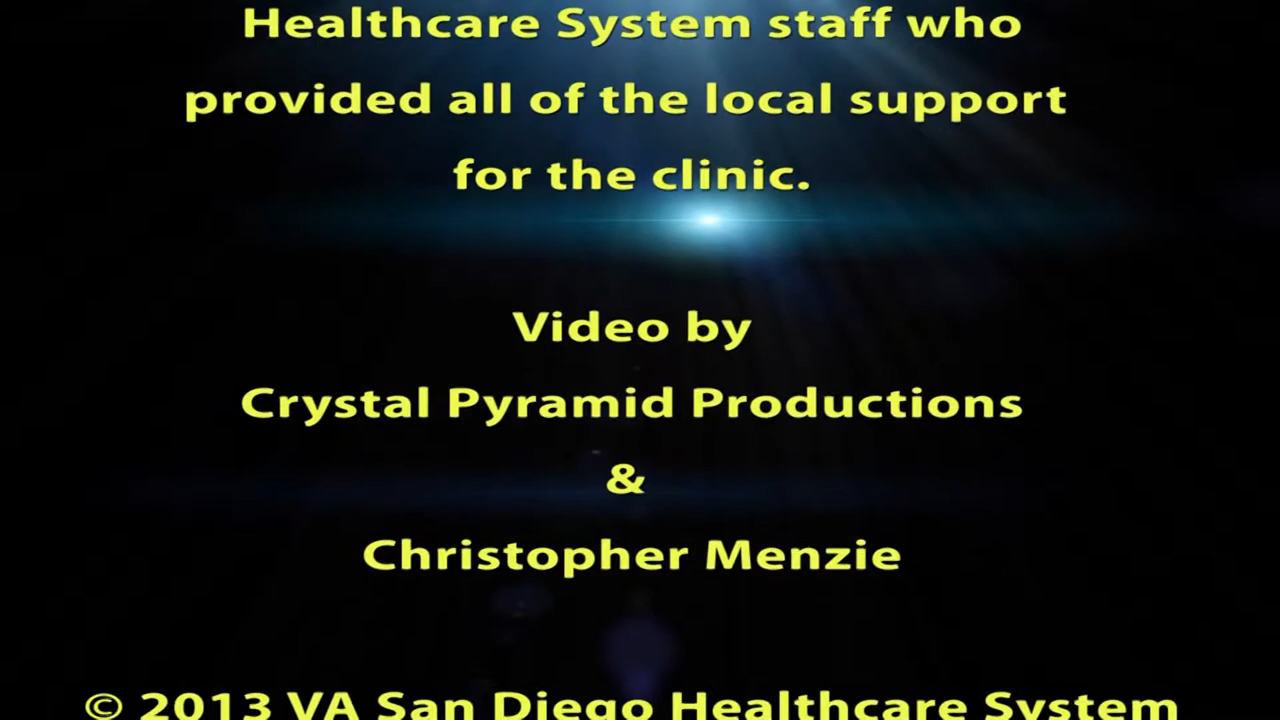 Healthcare System staff who
provided all of the local support
for the clinic.
Video by
Crystal Pyramid Productions
&
Christopher Menzie
© 2013 VA San Diego Healthcare System